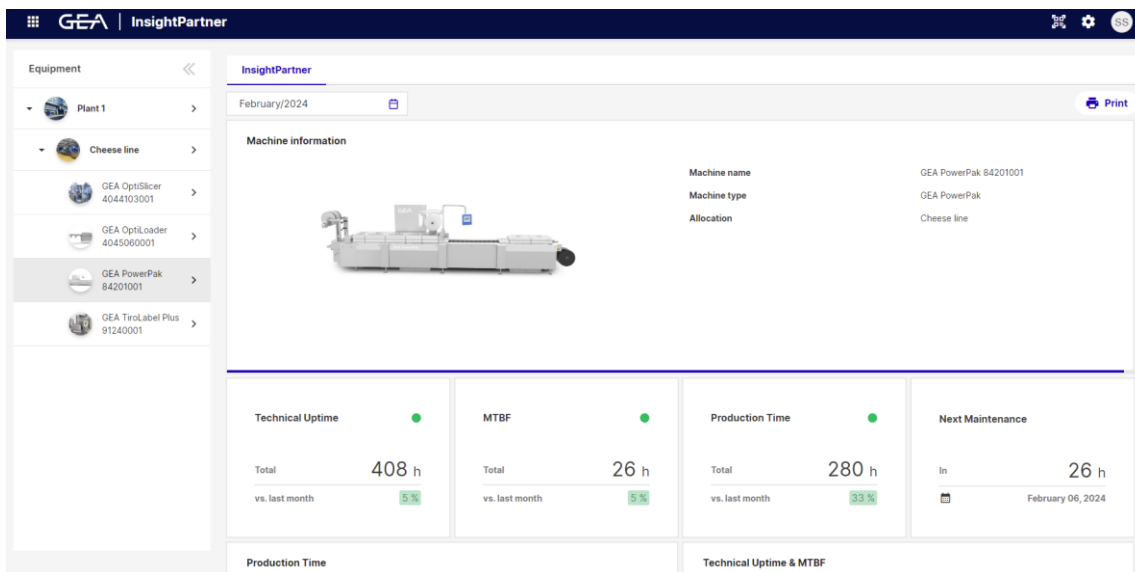 GEA | InsightPartner
SS
Equipment
Plant 1
Cheese line
GEA OptiSlicer
4044103001
GEA OptiLoader
4045060001
GEA PowerPak
84201001
GEA TiroLabel Plus
91240001
InsightPartner
February/2024
Print
Machine information
GEA
Machine name GEA PowerPak 84201001
Machine type GEA PowerPak
Allocation Cheese line
Technical Uptime
Total 408 h
vs. last month 5 %
MTBF
Total 26 h
vs. last month 5 %
Production Time
Total 280 h
vs. last month 33 %
Next Maintenance
In 26 h
February 06, 2024
Production Time
Technical Uptime & MTBF